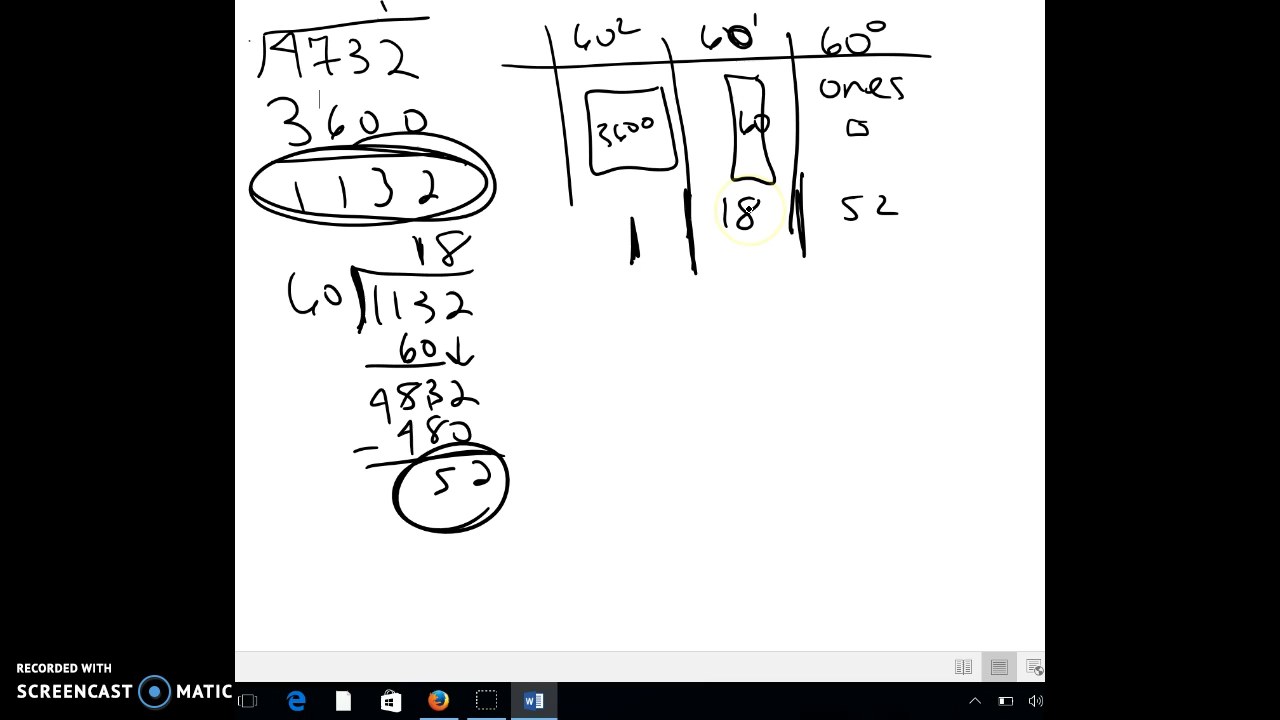 1
4732
3600
1132
18
60 1132
60
4832
- 480
52
60² 60¹ 60⁰
ones
3600 60
1 18 52
RECORDED WITH
SCREENCAST MATIC